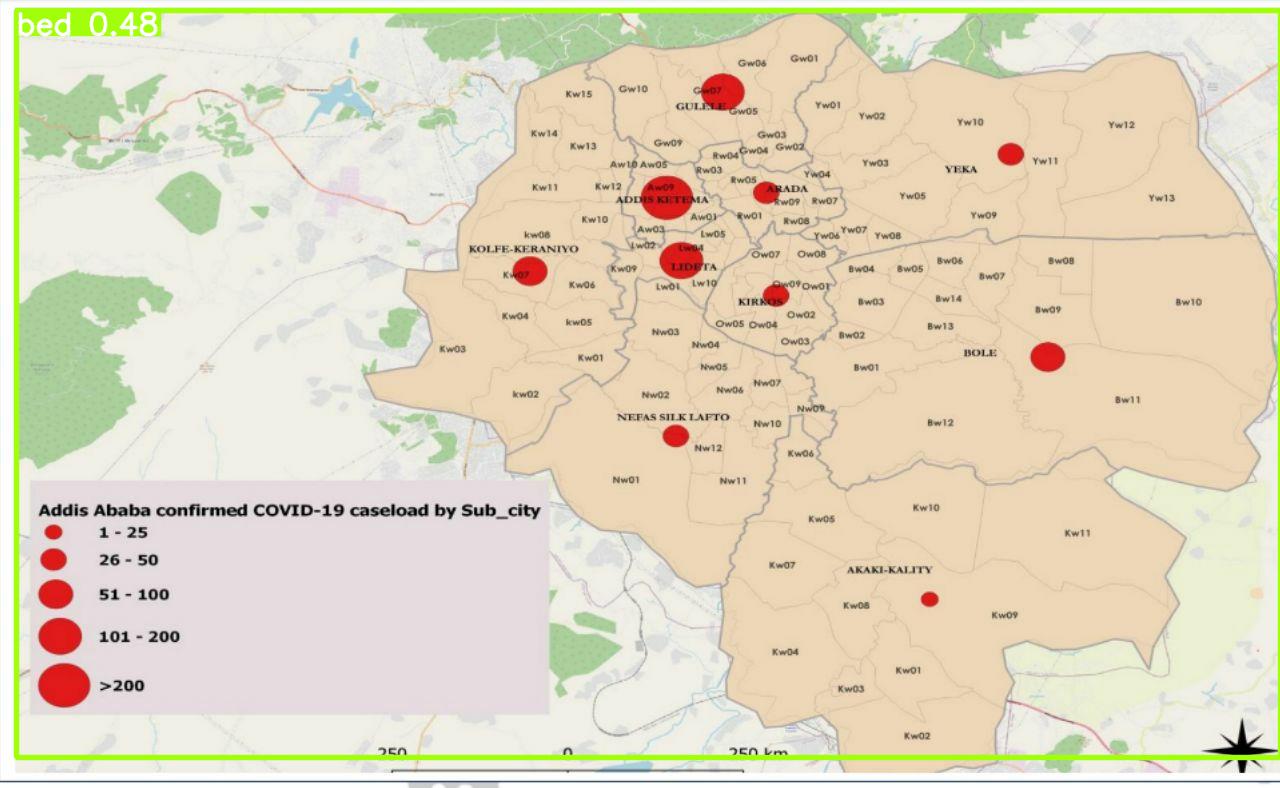 bed 0.48
Gw01
Gw06
Gw10
Gw07
Kw15
GULELE
Yw01
Gw05
Yw02
Yw10
Yw12
Kw14
Gw03
Kw13
Gw09
Gw04
Gw02
Rw04
Yw11
Aw10 Aw05
Yw03
Rw03
YEKA
Yw04
Rw05
Kw11
Kw12
Aw09
ARADA
Yw05
Yw13
ADDIS KETEMA
Rw09
Rw07
Kw10
Aw01
Rw01
Rw08
Yw09
Aw03
Yw07
kw08
Lw05
Yw06
Yw08
KOLFE-KERANIYO
Lw02
Lw04
Ow07
Ow08
Bw06
Bw08
LIDETA
Kw09
Bw04
Bw05
Kw07
Bw07
Kw06
Lw01
Lw10
Ow09
Ow01
KIRKOS
Bw03
Bw14
Bw10
Kw04
kw05
Ow02
Bw09
Ow05
Ow04
Bw13
Nw03
Bw02
Kw03
Nw04
Ow03
BOLE
Kw01
Nw05
Bw01
kw02
Nw02
Nw06
Nw07
Bw11
NEFAS SILK LAFTO
Nw09
Nw10
Bw12
Nw12
Kw06
Nw01
Nw11
Kw10
Kw05
Kw11
Addis Ababa confirmed COVID-19 caseload by Sub_city
1 - 25
26 - 50
51 - 100
101 - 200
>200
Kw07
AKAKI-KALITY
Kw08
Kw09
Kw04
Kw01
Kw03
Kw02
250 0 250 km